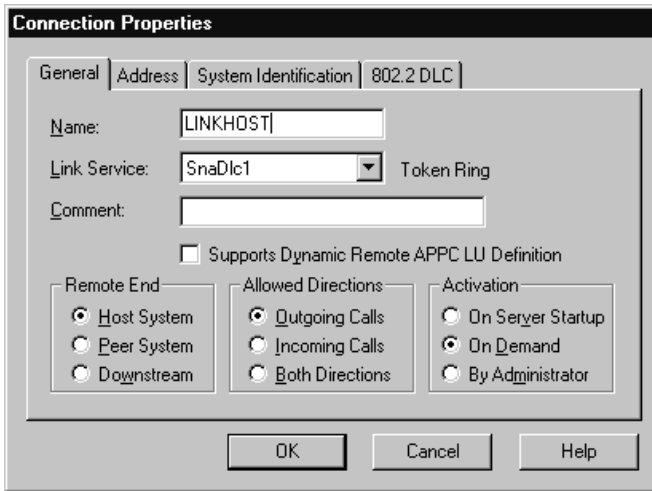 Connection Properties
General Address System Identification 802.2 DLC
Name: LINKHOST
Link Service: SnaDlc1 Token Ring
Comment:
Supports Dynamic Remote APPC LU Definition
Remote End Allowed Directions Activation
Host System Outgoing Calls On Server Startup
Peer System Incoming Calls On Demand
Downstream Both Directions By Administrator
OK Cancel Help